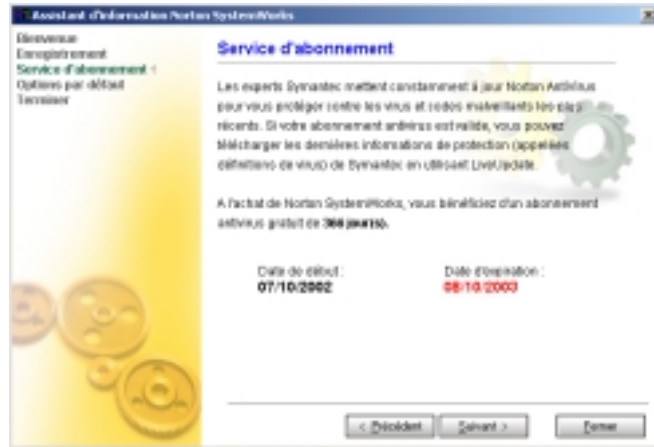 Assistant d'information Norton SystemWorks
Bienvenue
Enregistrement
Service d'abonnement
Options par défaut
Terminer
Service d'abonnement
Les experts Symantec mettent constamment à jour Norton AntiVirus
pour vous protéger contre les virus et codes malveillants les plus
récents. Si votre abonnement antivirus est valide, vous pouvez
télécharger les dernières informations de protection (appelées
définitions de virus) de Symantec en utilisant LiveUpdate.
A l'achat de Norton SystemWorks, vous bénéficiez d'un abonnement
antivirus gratuit de 366 jour(s).
Date de début :
Date d'expiration :
07/10/2002
08/10/2003
< Précédent
Suivant >
Fermer